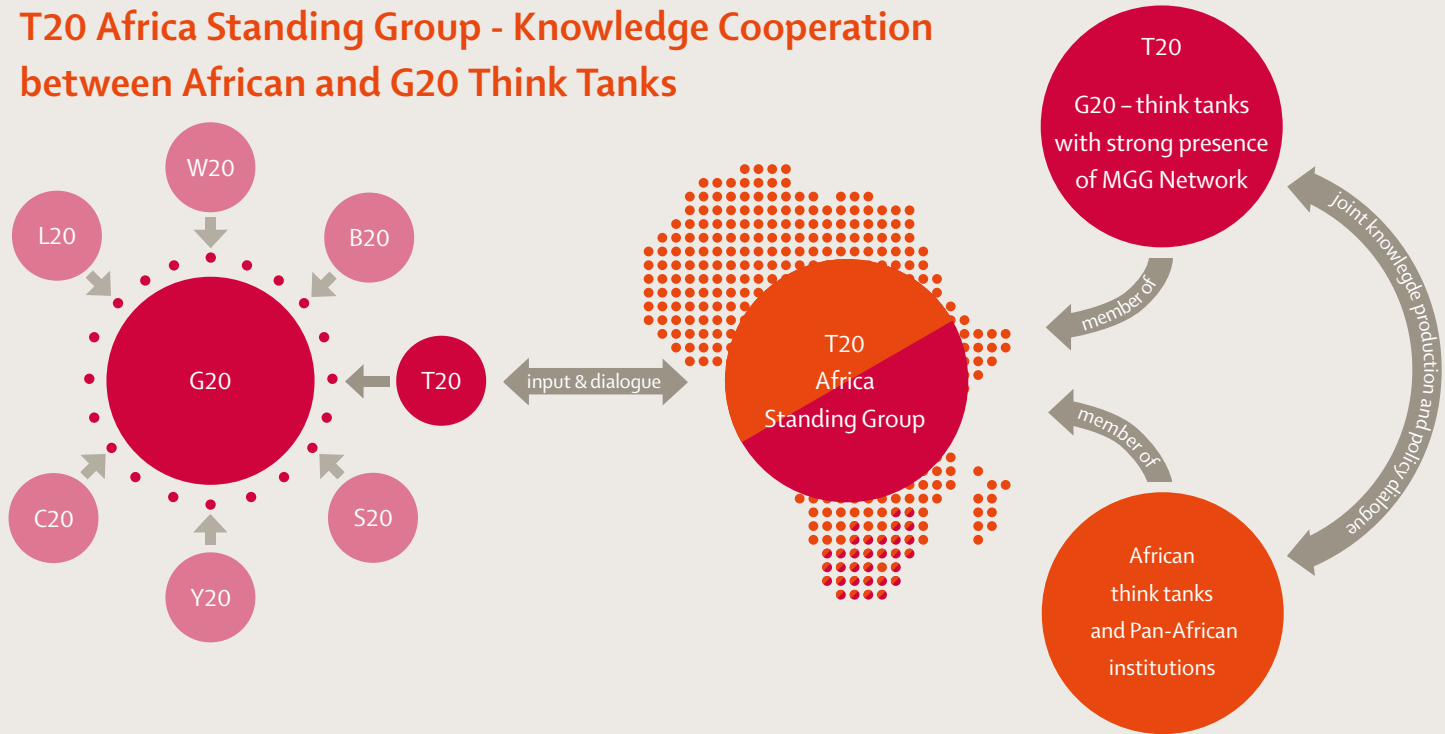 T20 Africa Standing Group - Knowledge Cooperation
between African and G20 Think Tanks
W20
L20
B20
G20
T20
C20
S20
Y20
input & dialogue
T20
Africa
Standing Group
T20
G20 – think tanks
with strong presence
of MGG Network
member of
member of
joint knowlegde production and policy dialogue
African
think tanks
and Pan-African
institutions